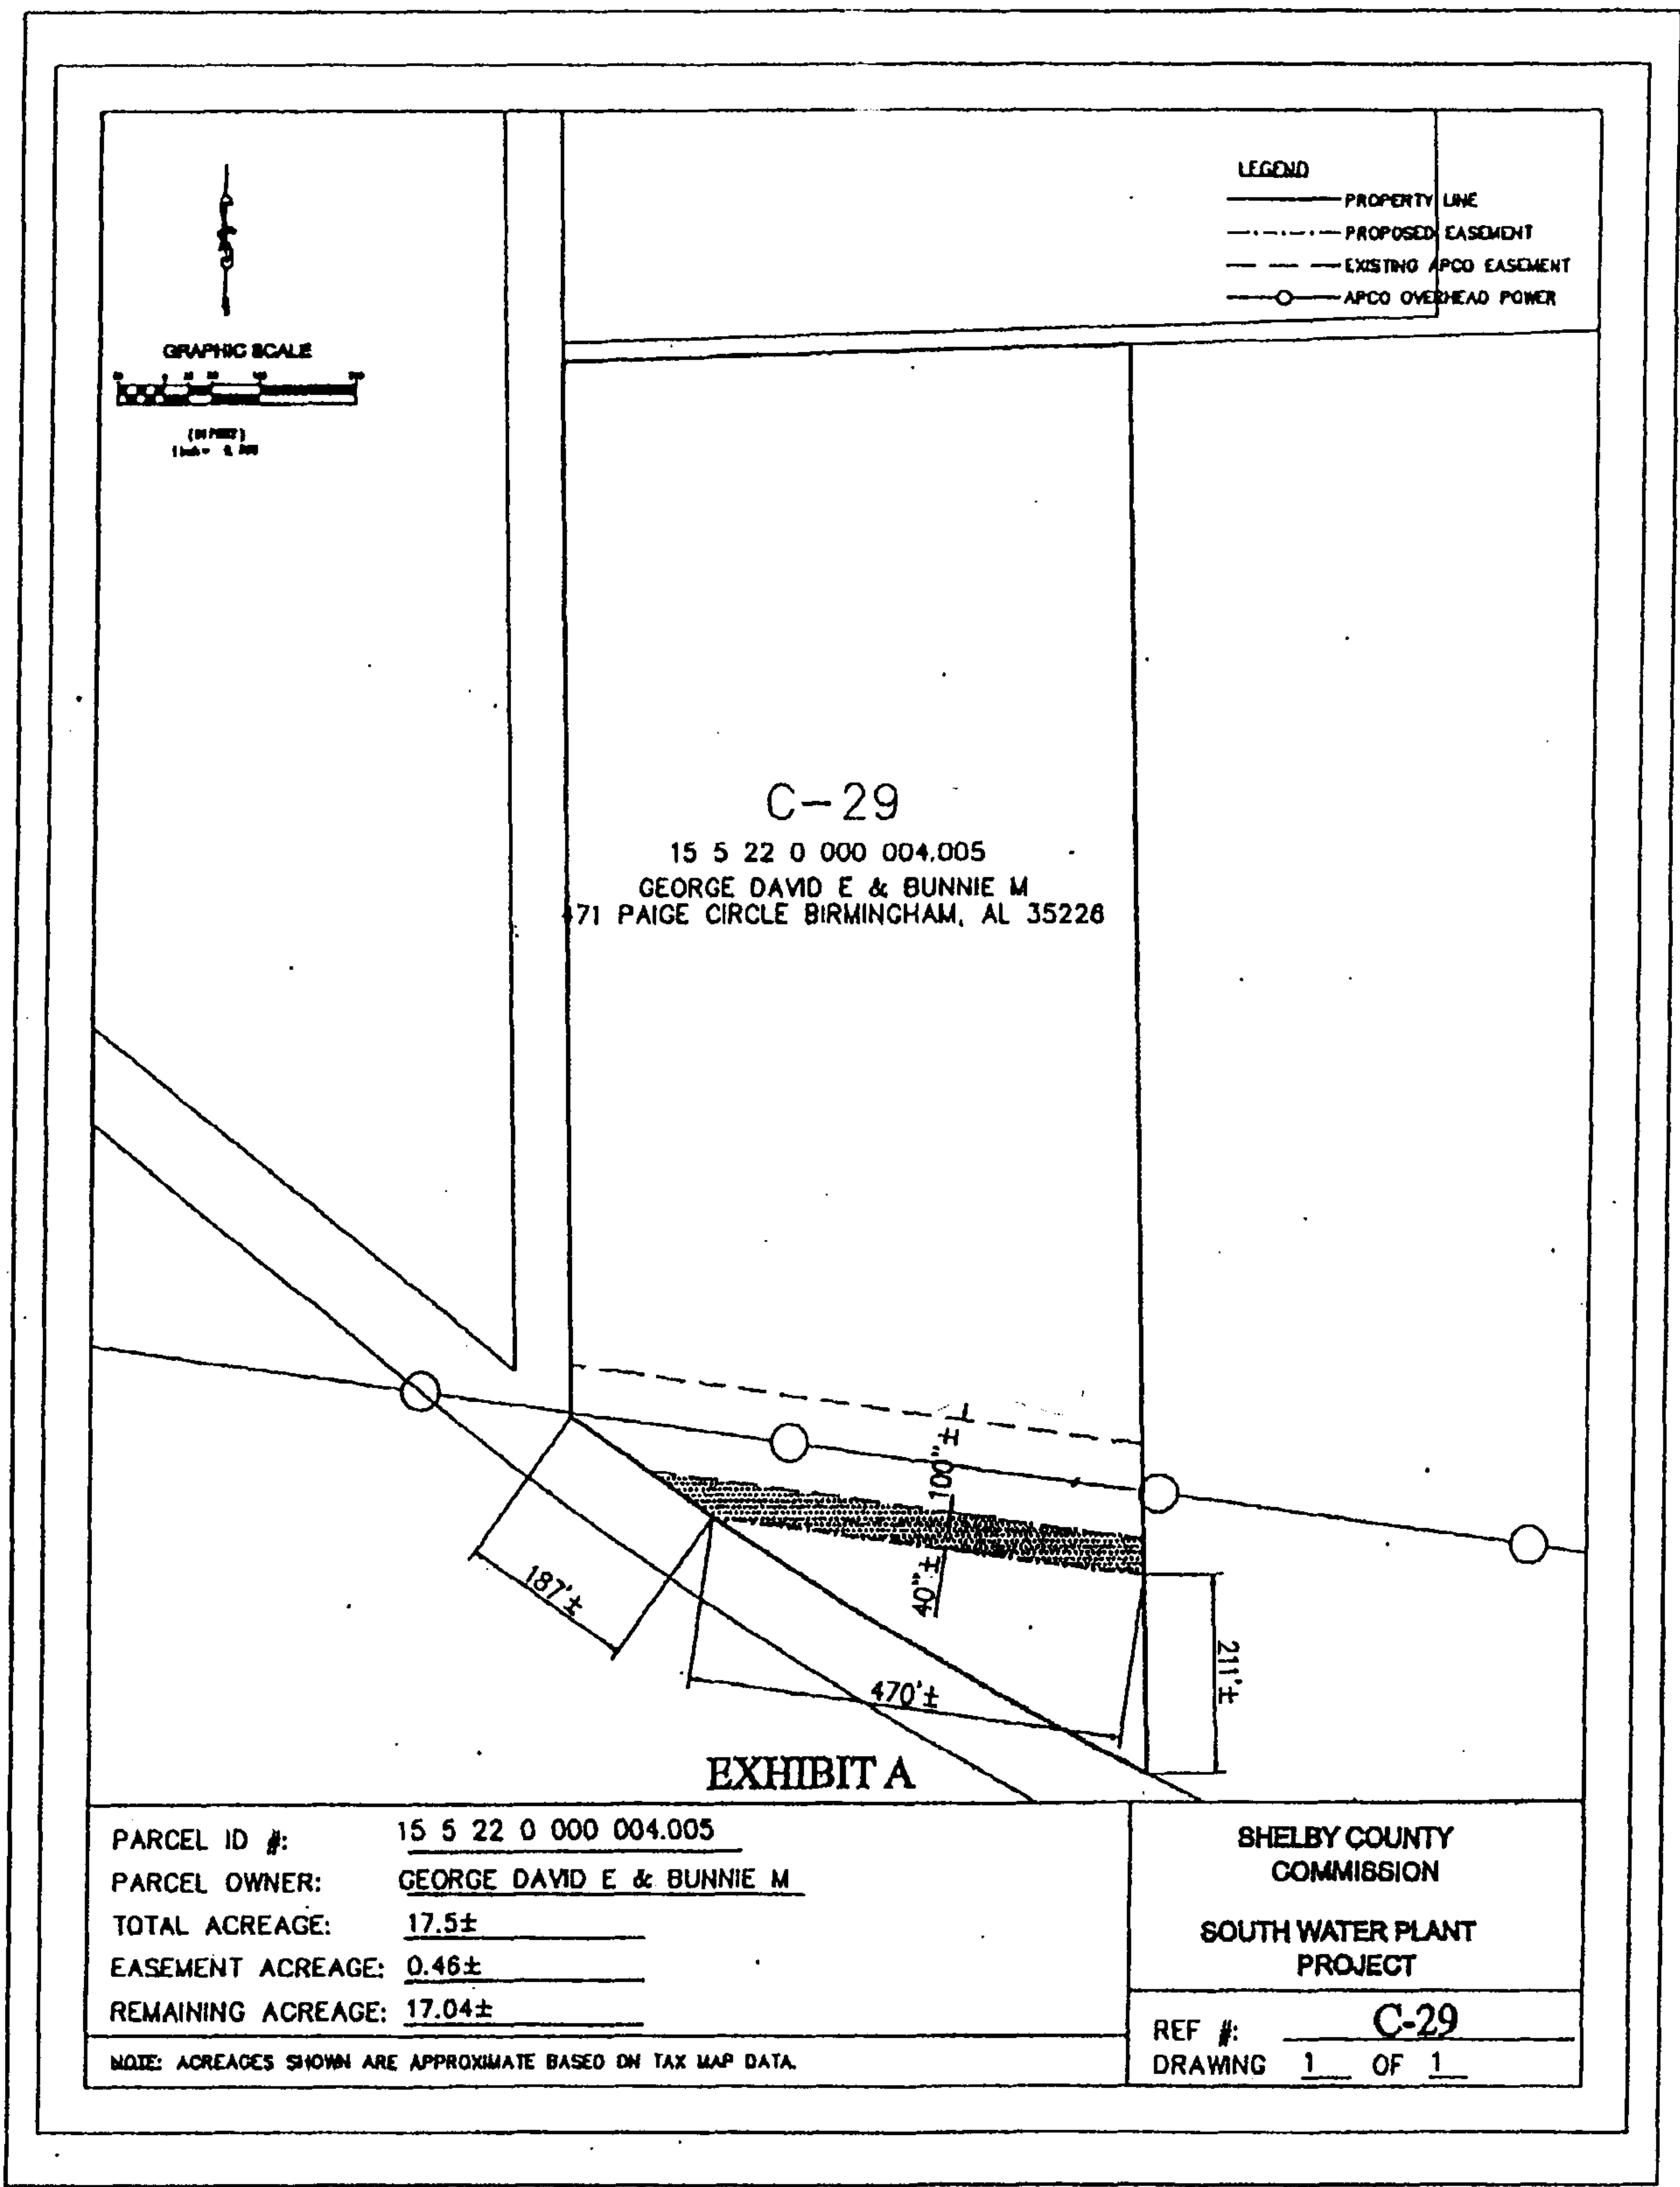 LEGEND
PROPERTY LINE
PROPOSED EASEMENT
EXISTING APCO EASEMENT
APCO OVERHEAD POWER
GRAPHIC SCALE
C-29
15 5 22 0 000 004.005
GEORGE DAVID E & BUNNIE M
71 PAIGE CIRCLE BIRMINGHAM, AL 35226
100"±
40"±
187'±
470'±
211'±
EXHIBIT A
PARCEL ID #: 15 5 22 0 000 004.005
PARCEL OWNER: GEORGE DAVID E & BUNNIE M
TOTAL ACREAGE: 17.5±
EASEMENT ACREAGE: 0.46±
REMAINING ACREAGE: 17.04±
NOTE: ACREAGES SHOWN ARE APPROXIMATE BASED ON TAX MAP DATA.
SHELBY COUNTY
COMMISSION
SOUTH WATER PLANT
PROJECT
REF #: C-29
DRAWING 1 OF 1